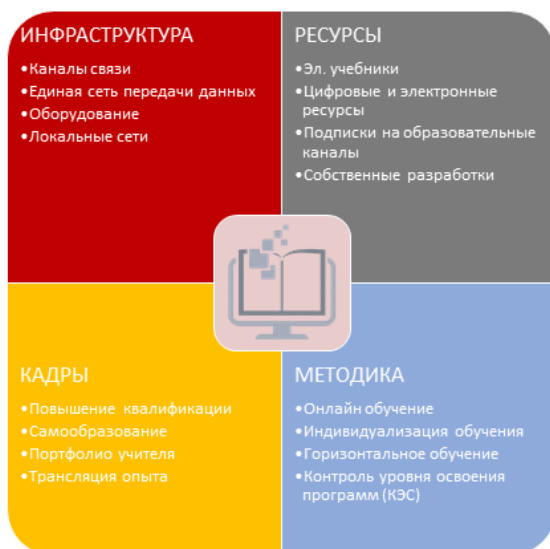 ИНФРАСТРУКТУРА
•Каналы связи
•Единая сеть передачи данных
•Оборудование
•Локальные сети
РЕСУРСЫ
•Эл. учебники
•Цифровые и электронные
ресурсы
•Подписки на образовательные
каналы
•Собственные разработки
КАДРЫ
•Повышение квалификации
•Самообразование
•Портфолио учителя
•Трансляция опыта
МЕТОДИКА
•Онлайн обучение
•Индивидуализация обучения
•Горизонтальное обучение
•Контроль уровня освоения
программ (КЭС)